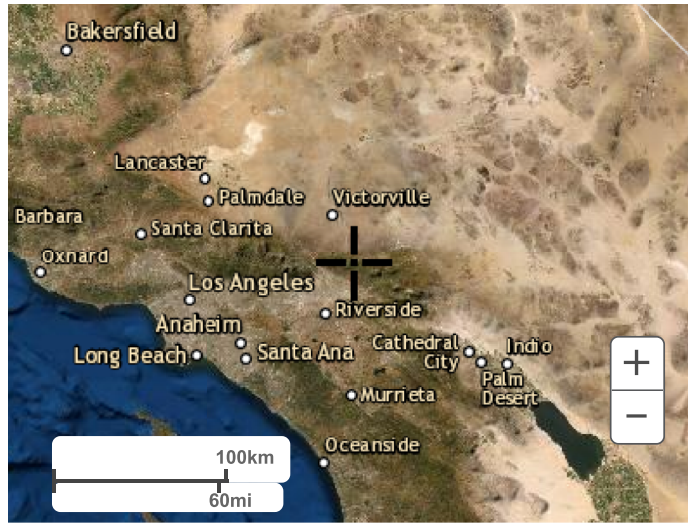 Bakersfield
Lancaster
Palmdale
Victorville
Barbara
Santa Clarita
Oxnard
Los Angeles
Riverside
Anaheim
Cathedral
City
Indio
Long Beach
Santa Ana
Palm
Desert
Murrieta
Oceanside
100km
60mi
+
−